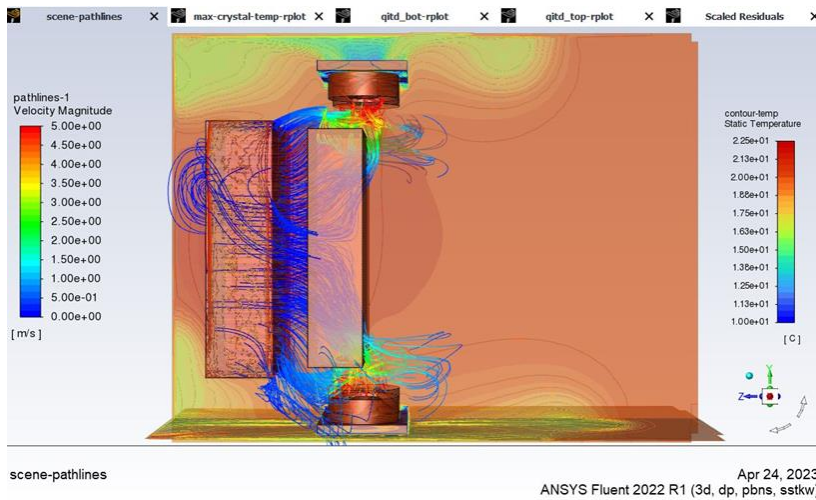 scene-pathlines
max-crystal-temp-rplot
qitd_bot-rplot
qitd_top-rplot
Scaled Residuals
pathlines-1
Velocity Magnitude
5.00e+00
4.50e+00
4.00e+00
3.50e+00
3.00e+00
2.50e+00
2.00e+00
1.50e+00
1.00e+00
5.00e-01
0.00e+00
[ m/s ]
contour-temp
Static Temperature
2.25e+01
2.13e+01
2.00e+01
1.88e+01
1.75e+01
1.63e+01
1.50e+01
1.38e+01
1.25e+01
1.13e+01
1.00e+01
[ C ]
Y
Z
scene-pathlines
Apr 24, 2023
ANSYS Fluent 2022 R1 (3d, dp, pbns, sstkw)